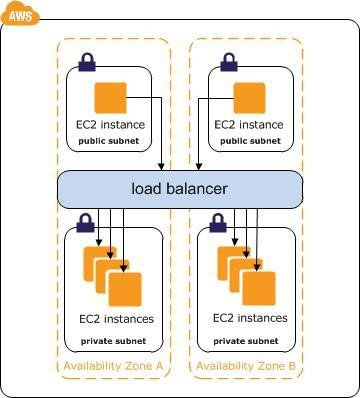 AWS
EC2 instance
public subnet
EC2 instance
public subnet
load balancer
EC2 instances
private subnet
EC2 instances
private subnet
Availability Zone A
Availability Zone B